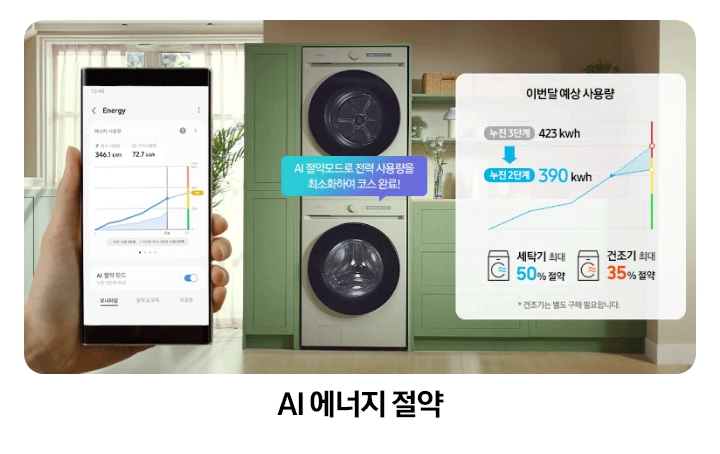 12:45
Energy
에너지 사용량
346.1 kWh
72.7 kWh
AI 절약 모드
모니터링
절약 도우미
리포트
AI 절약모드로 전력 사용량을
최소화하여 코스 완료!
이번달 예상 사용량
누진 3단계 423 kwh
누진 2단계 390 kwh
세탁기 최대
50% 절약
건조기 최대
35% 절약
* 건조기는 별도 구매 필요합니다.
AI 에너지 절약